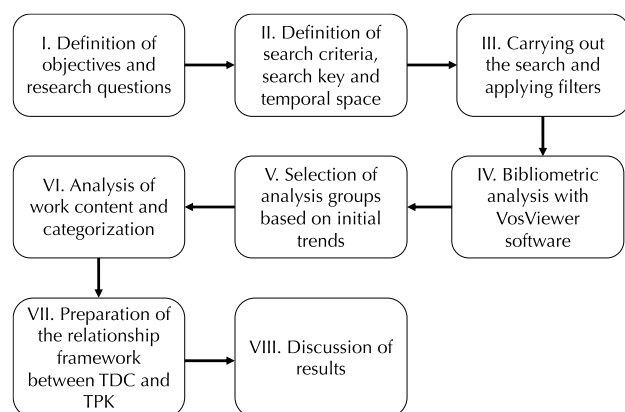 I. Definition of
objectives and
research questions
II. Definition of
search criteria,
search key and
temporal space
III. Carrying out
the search and
applying filters
IV. Bibliometric
analysis with
VosViewer
software
V. Selection of
analysis groups
based on initial
trends
VI. Analysis of
work content and
categorization
VII. Preparation of
the relationship
framework
between TDC and
TPK
VIII. Discussion of
results